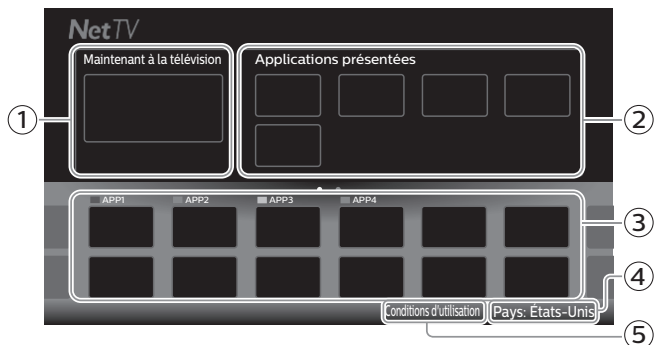 NetTV
Maintenant à la télévision
Applications présentées
①
②
APP1 APP2 APP3 APP4
③
④
Conditions d'utilisation Pays: États-Unis
⑤